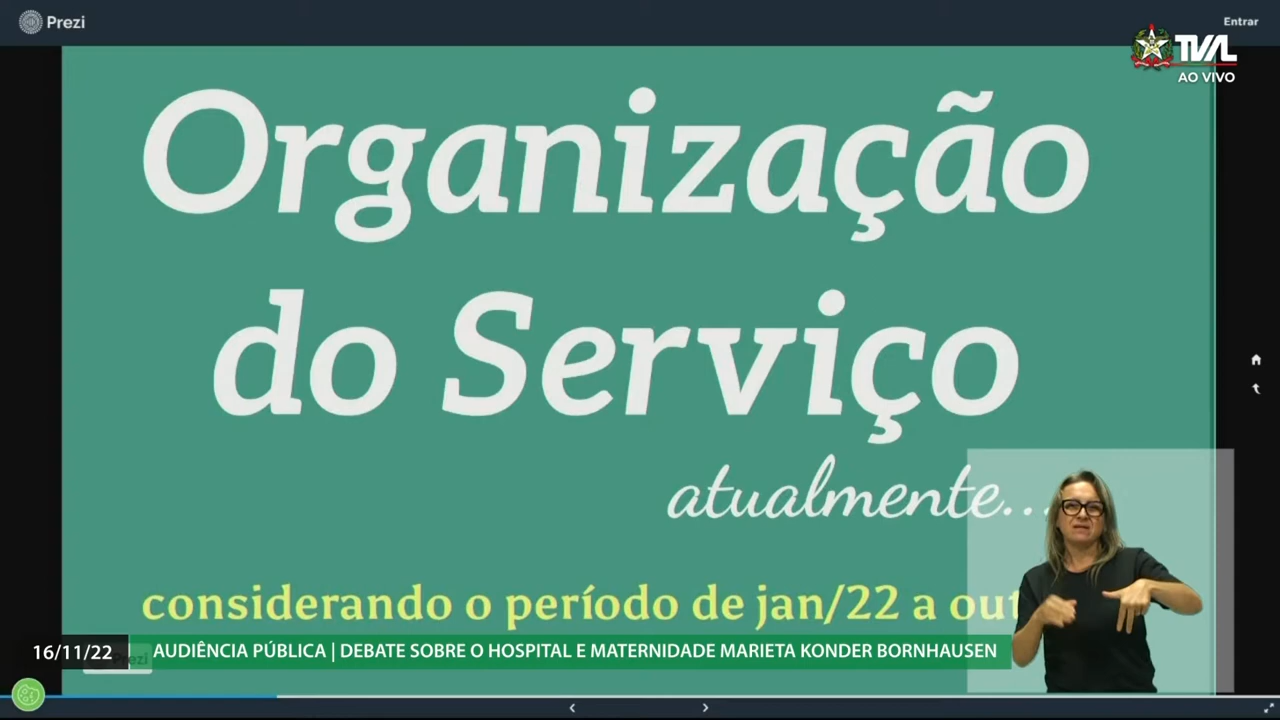 Prezi
Entrar
TVAL
AO VIVO
Organização
do Serviço
atualmente...
considerando o período de jan/22 a out
16/11/22
AUDIÊNCIA PÚBLICA | DEBATE SOBRE O HOSPITAL E MATERNIDADE MARIETA KONDER BORNHAUSEN
Prezi